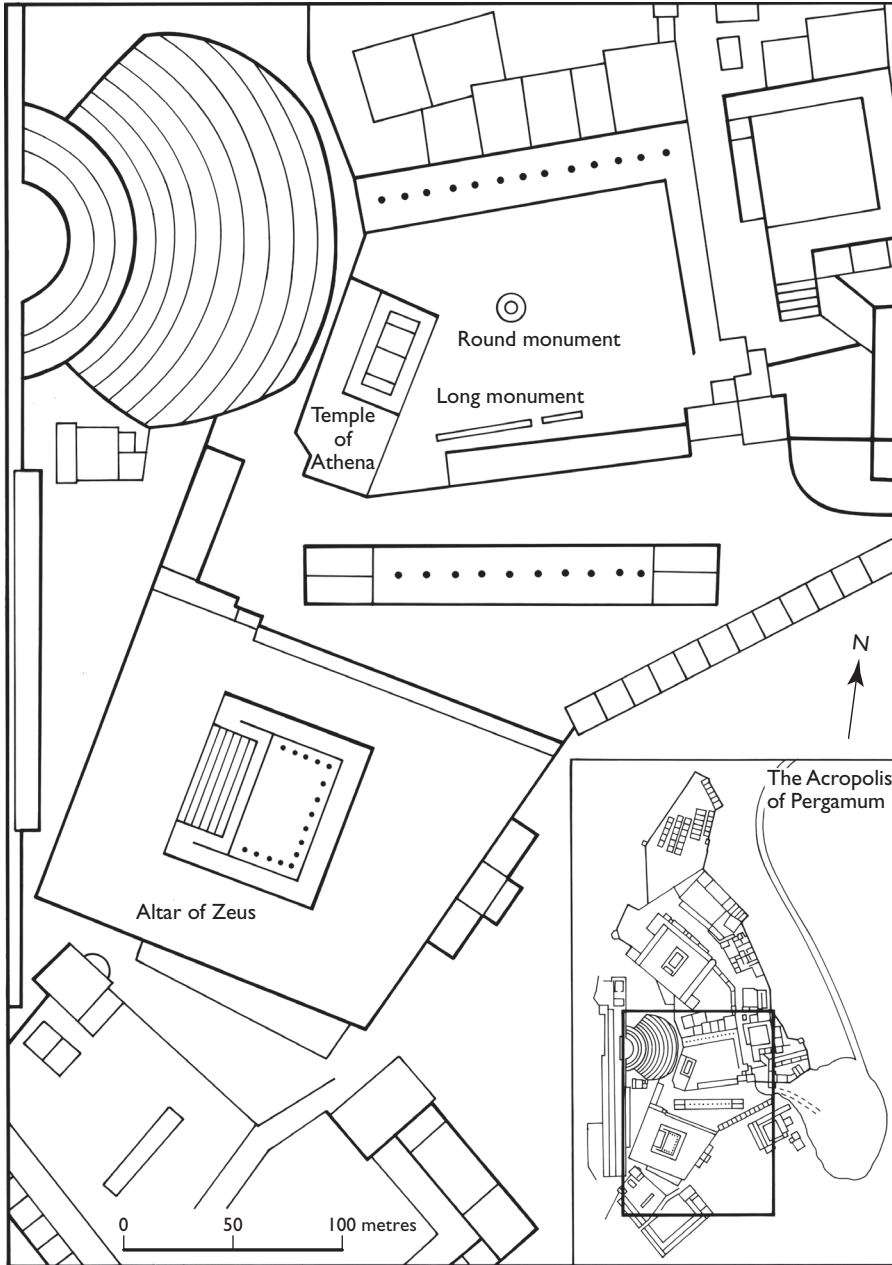 Round monument
Long monument
Temple
of
Athena
N
The Acropolis
of Pergamum
Altar of Zeus
0 50 100 metres